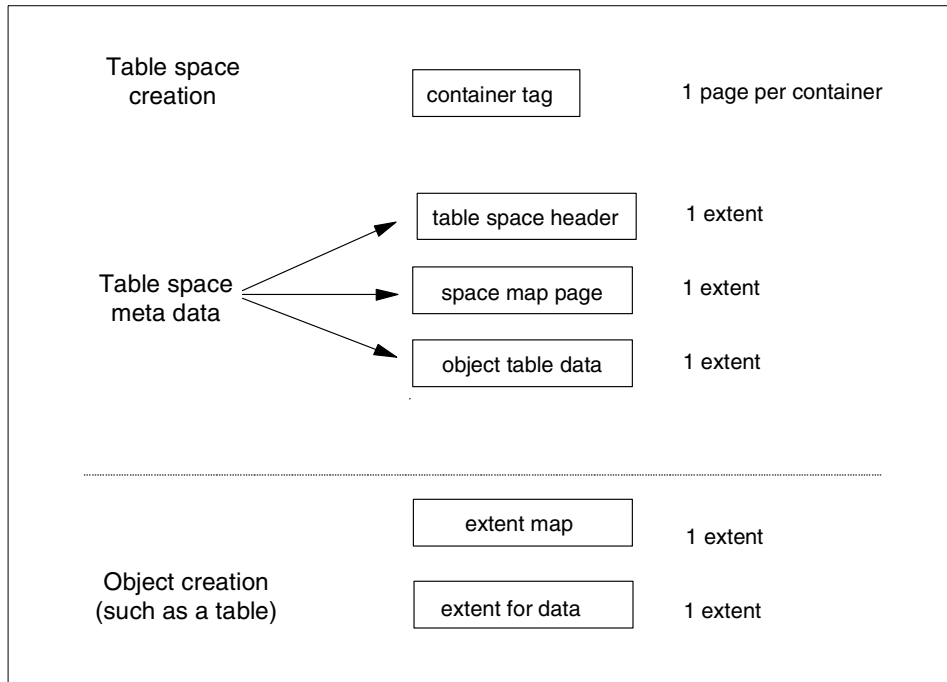 Table space
creation
container tag
1 page per container
table space header
1 extent
Table space
meta data
space map page
1 extent
object table data
1 extent
extent map
1 extent
Object creation
(such as a table)
extent for data
1 extent